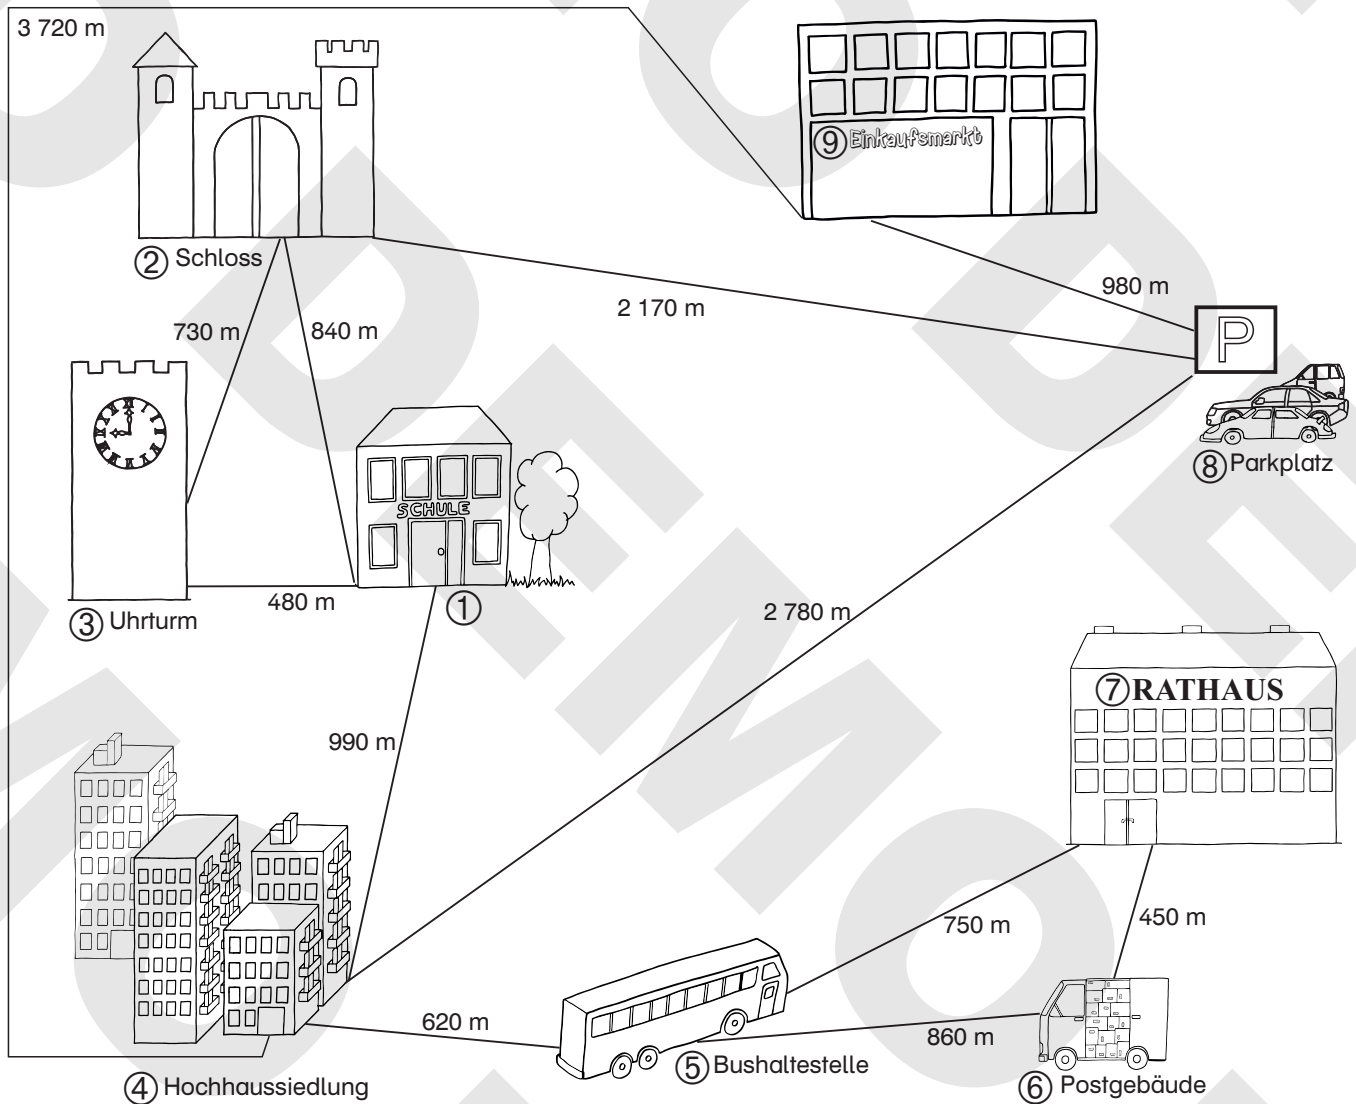 3 720 m
⑨ Einkaufsmarkt
② Schloss
980 m
2 170 m
730 m
840 m
P
⑧ Parkplatz
SCHULE
480 m
①
③ Uhrturm
2 780 m
⑦ RATHAUS
990 m
750 m
450 m
620 m
860 m
⑤ Bushaltestelle
④ Hochhaussiedlung
⑥ Postgebäude
DEMO